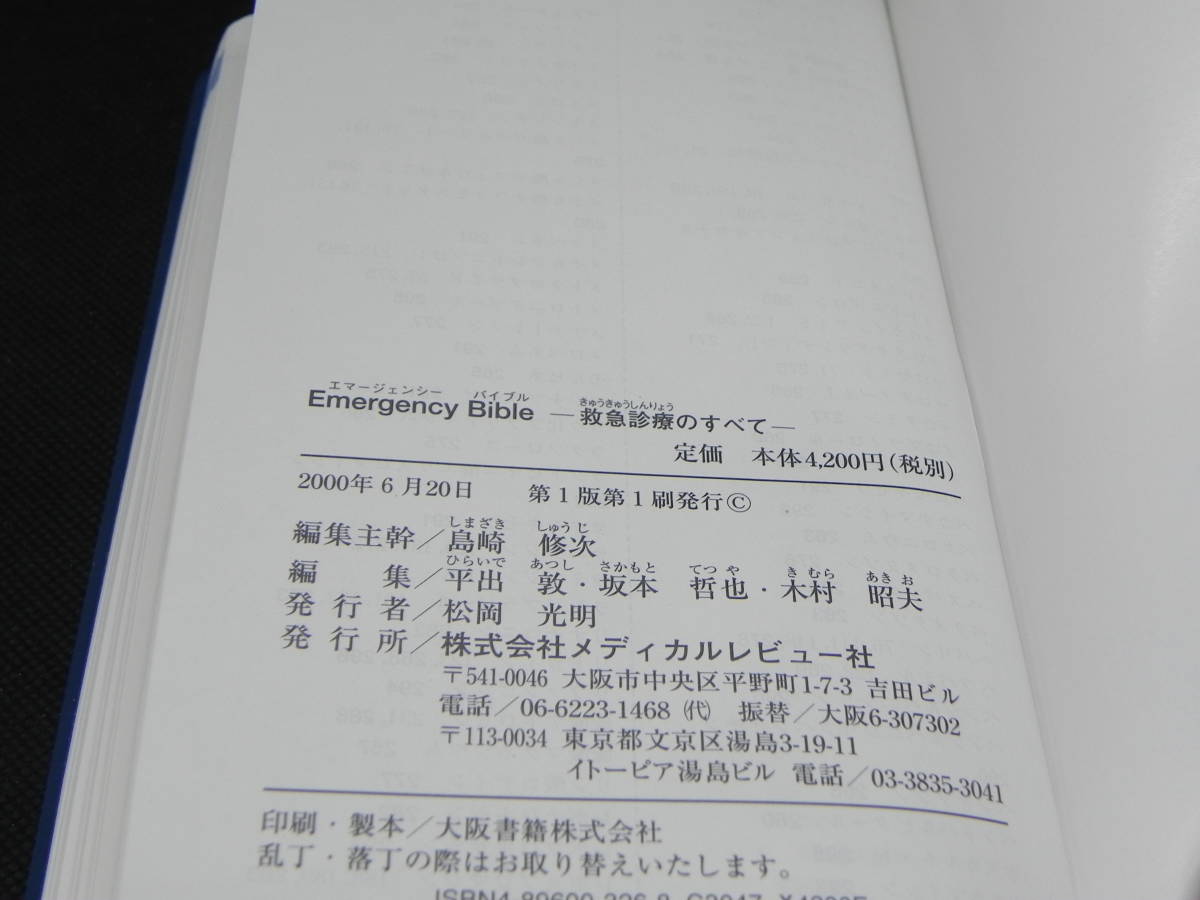 エマージェンシー バイブル きゅうきゅうしんりょう
Emergency Bible ―救急診療のすべて―
定価 本体4,200円(税別)
2000年6月20日 第1版第1刷発行©
しまざき しゅうじ
編集主幹/島崎 修次
ひらいで あつし さかもと てつや きむら あきお
編 集/平出 敦・坂本 哲也・木村 昭夫
発行者/松岡 光明
発行所/株式会社メディカルレビュー社
〒541-0046 大阪市中央区平野町1-7-3 吉田ビル
電話/06-6223-1468(代) 振替/大阪6-307302
〒113-0034 東京都文京区湯島3-19-11
イトーピア湯島ビル 電話/03-3835-3041
印刷・製本/大阪書籍株式会社
乱丁・落丁の際はお取り替えいたします。
ISBN4-89600-226-8 C3047 ¥4200E